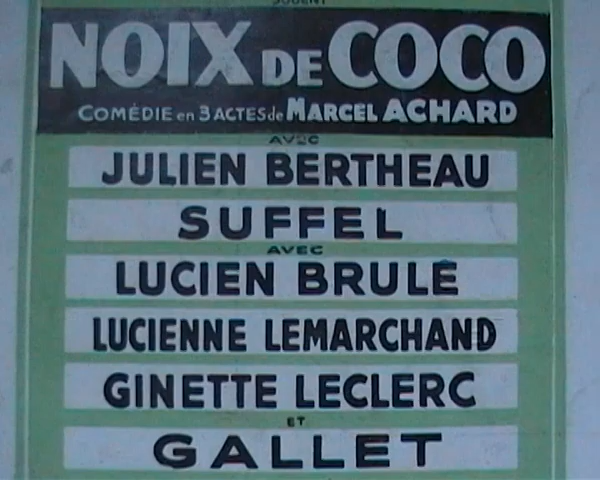 JOUENT
NOIX DE COCO
COMÉDIE en 3 ACTES de MARCEL ACHARD
AVEC
JULIEN BERTHEAU
SUFFEL
AVEC
LUCIEN BRULÉ
LUCIENNE LEMARCHAND
GINETTE LECLERC
ET
GALLET